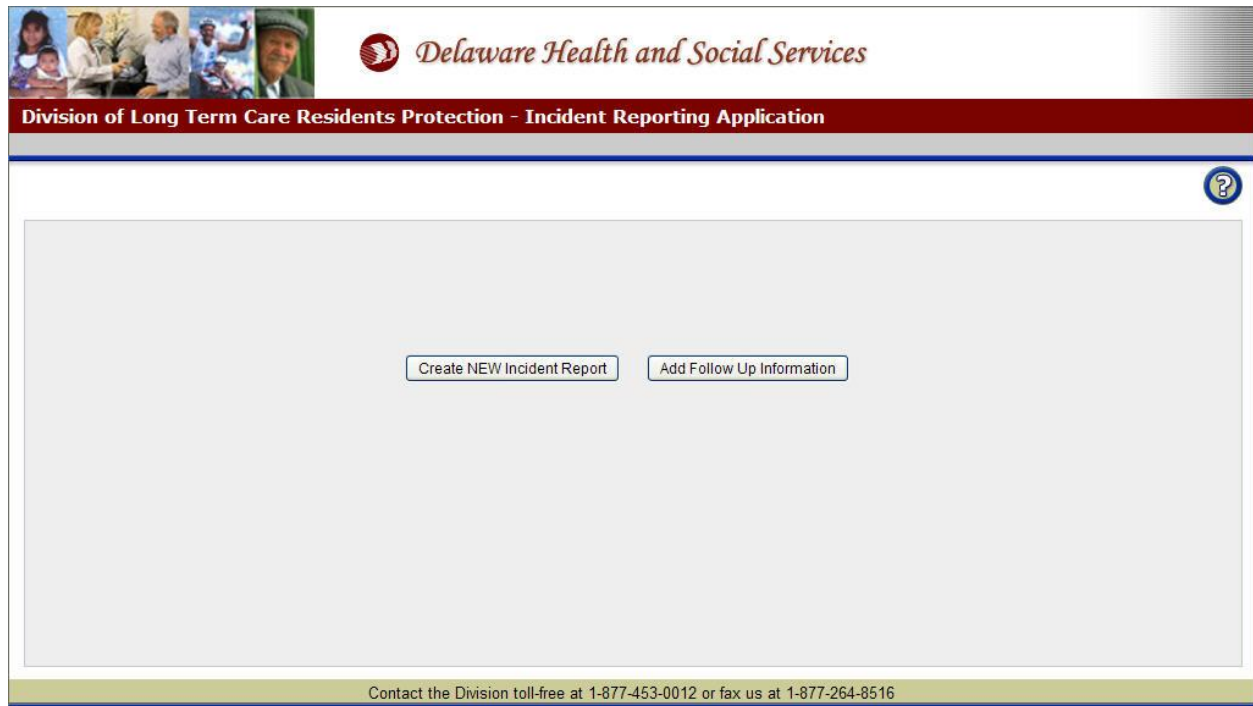 Delaware Health and Social Services
Division of Long Term Care Residents Protection - Incident Reporting Application
?
Create NEW Incident Report
Add Follow Up Information
Contact the Division toll-free at 1-877-453-0012 or fax us at 1-877-264-8516